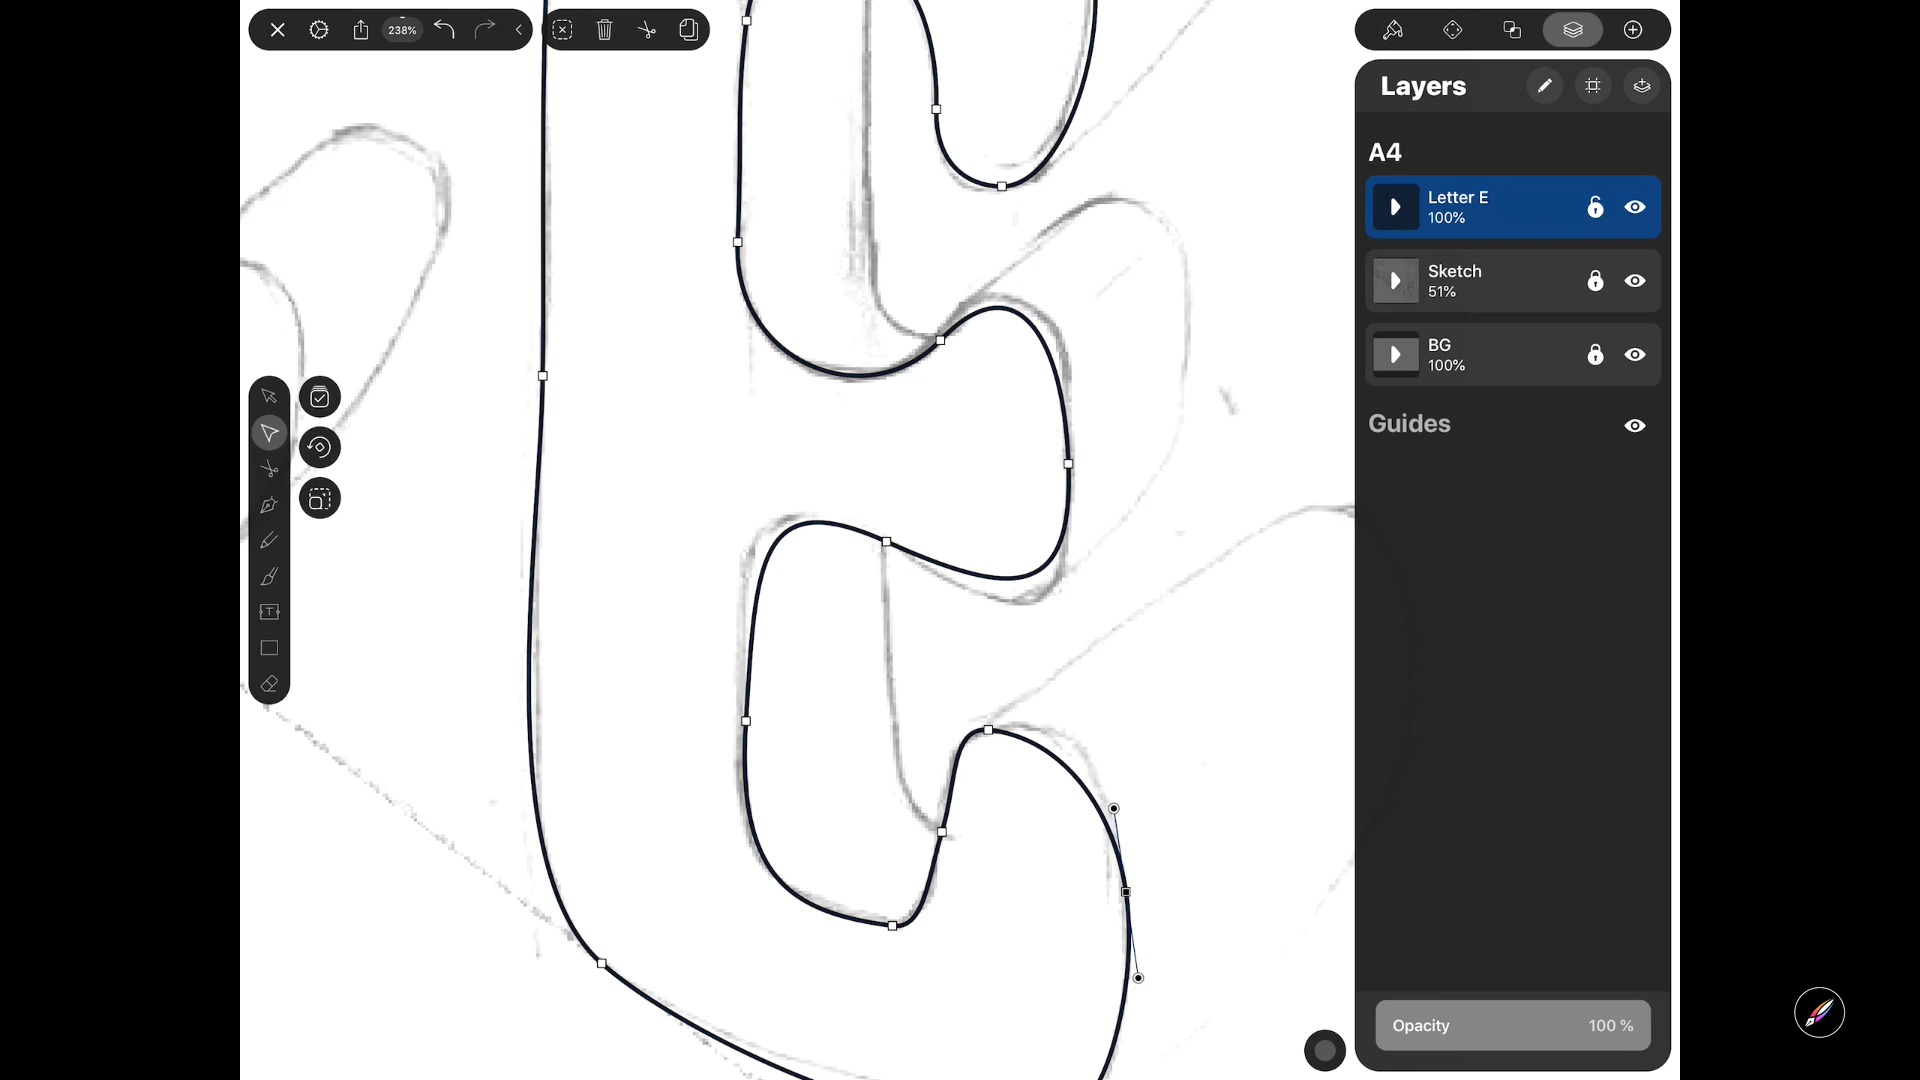 238%
Layers
A4
Letter E
100%
Sketch
51%
BG
100%
Guides
T
Opacity 100 %